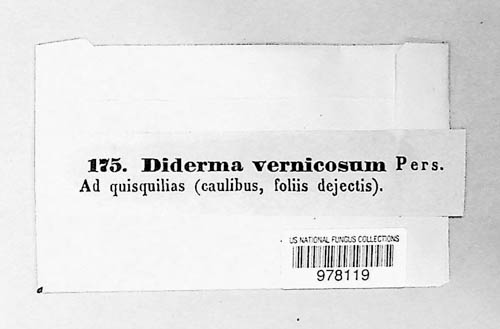 175. Diderma vernicosum Pers.
Ad quisquilias (caulibus, foliis dejectis).
US NATIONAL FUNGUS COLLECTIONS
978119